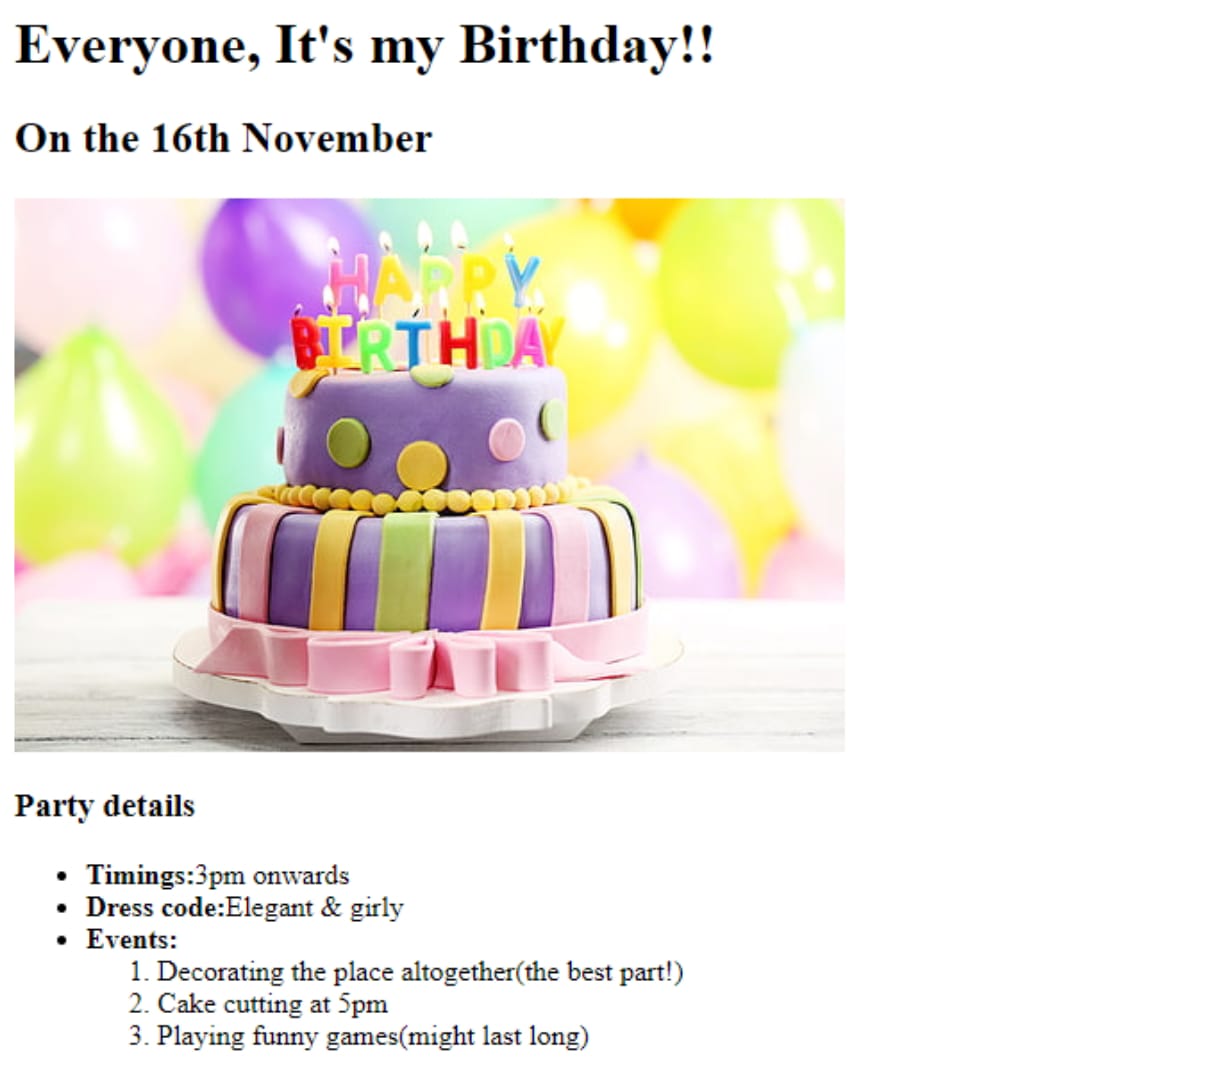 Everyone, It's my Birthday!!
On the 16th November
HAPPY
BIRTHDAY
Party details
Timings:3pm onwards
Dress code:Elegant & girly
Events:
1. Decorating the place altogether(the best part!)
2. Cake cutting at 5pm
3. Playing funny games(might last long)